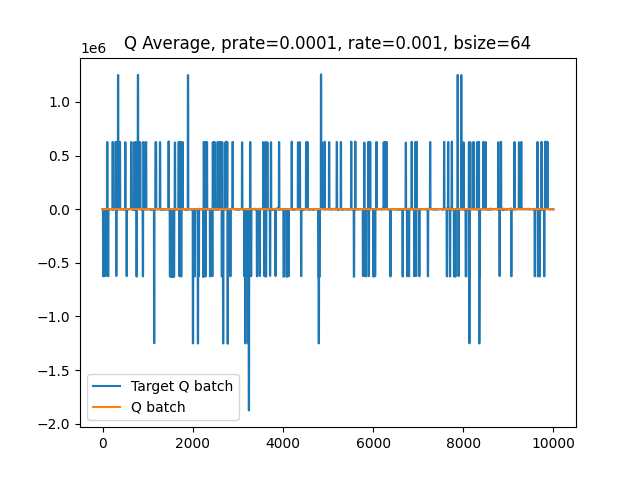 Q Average, prate=0.0001, rate=0.001, bsize=64
1e6
1.0
0.5
0.0
−0.5
−1.0
−1.5
−2.0
Target Q batch
Q batch
0 2000 4000 6000 8000 10000